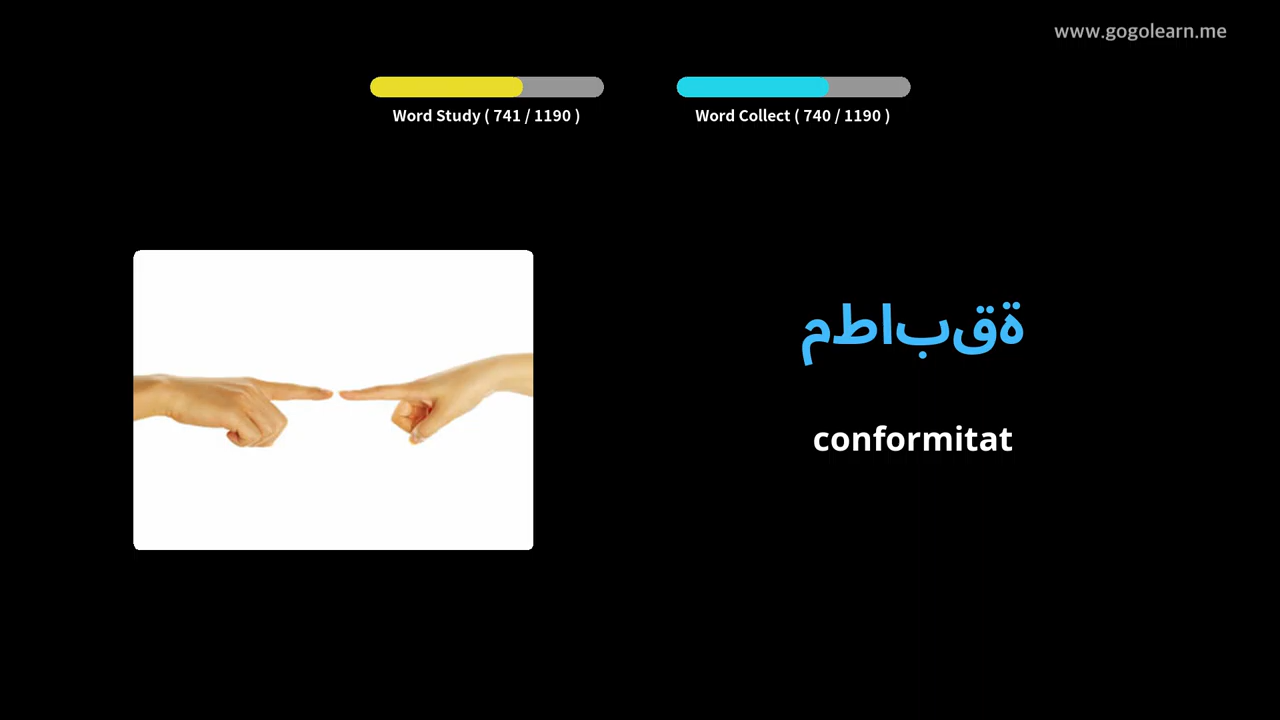 www.gogolearn.me
Word Study ( 741 / 1190 )
Word Collect ( 740 / 1190 )
مطابقة
conformitat